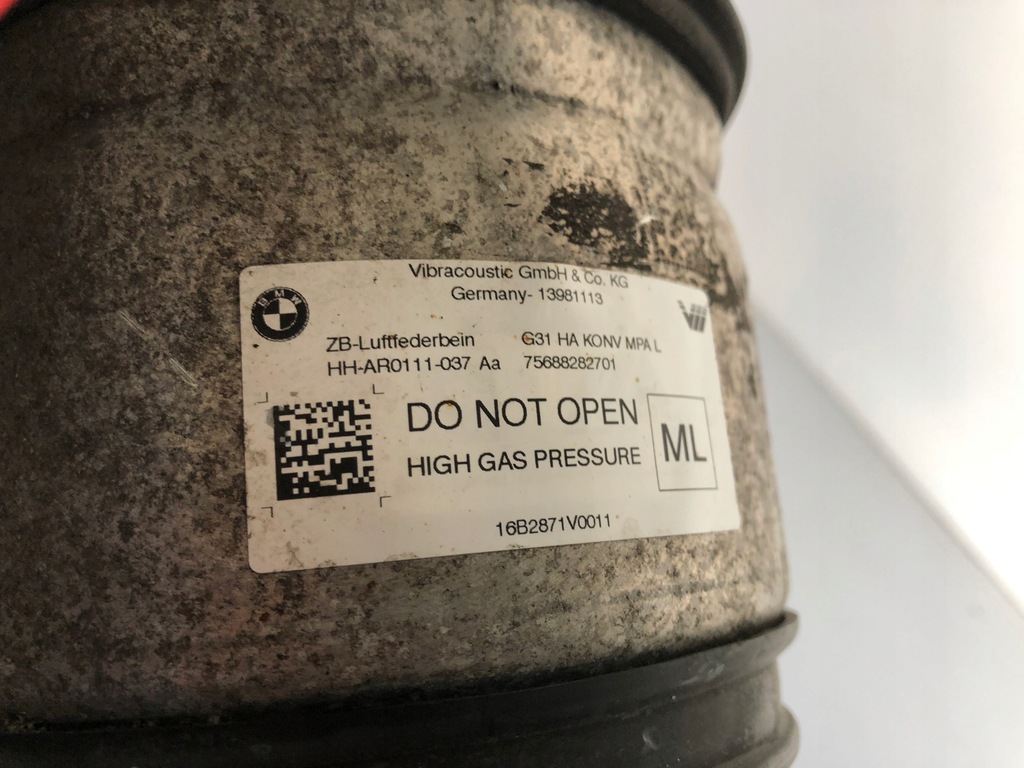 Vibracoustic GmbH & Co. KG
Germany- 13981113
BMW
ZB-Luftfederbein G31 HA KONV MPA L
HH-AR0111-037 Aa 75688282701
DO NOT OPEN
HIGH GAS PRESSURE
ML
16B2871V0011